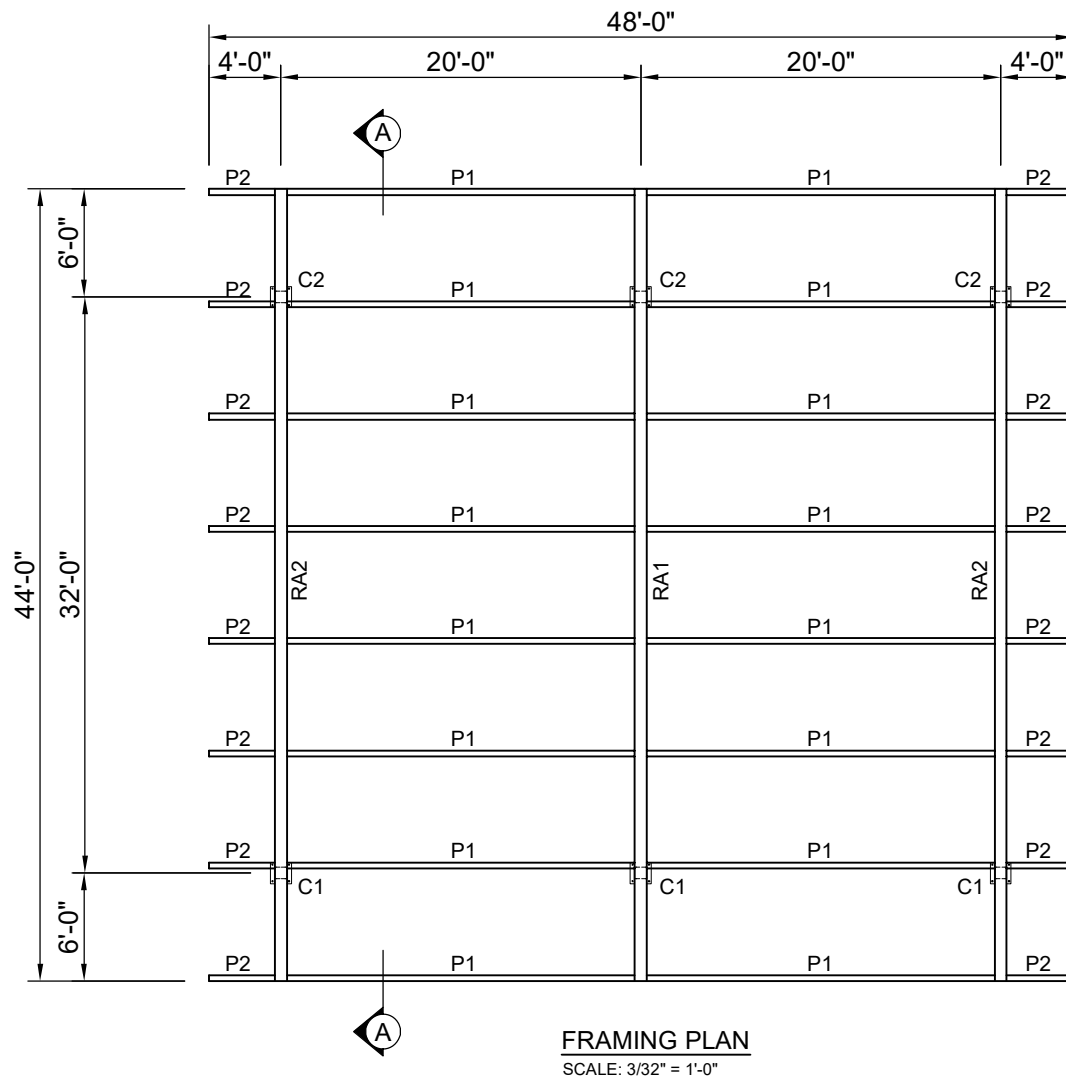 48'-0"
4'-0" 20'-0" 20'-0" 4'-0"
A
P2 P1 P1 P2
6'-0"
C2 C2 C2
P2 P1 P1 P2
P2 P1 P1 P2
P2 P1 P1 P2
44'-0" 32'-0" RA2 RA1 RA2
P2 P1 P1 P2
P2 P1 P1 P2
P2 P1 P1 P2
C1 C1 C1
6'-0"
P2 P1 P1 P2
A
FRAMING PLAN
SCALE: 3/32" = 1'-0"